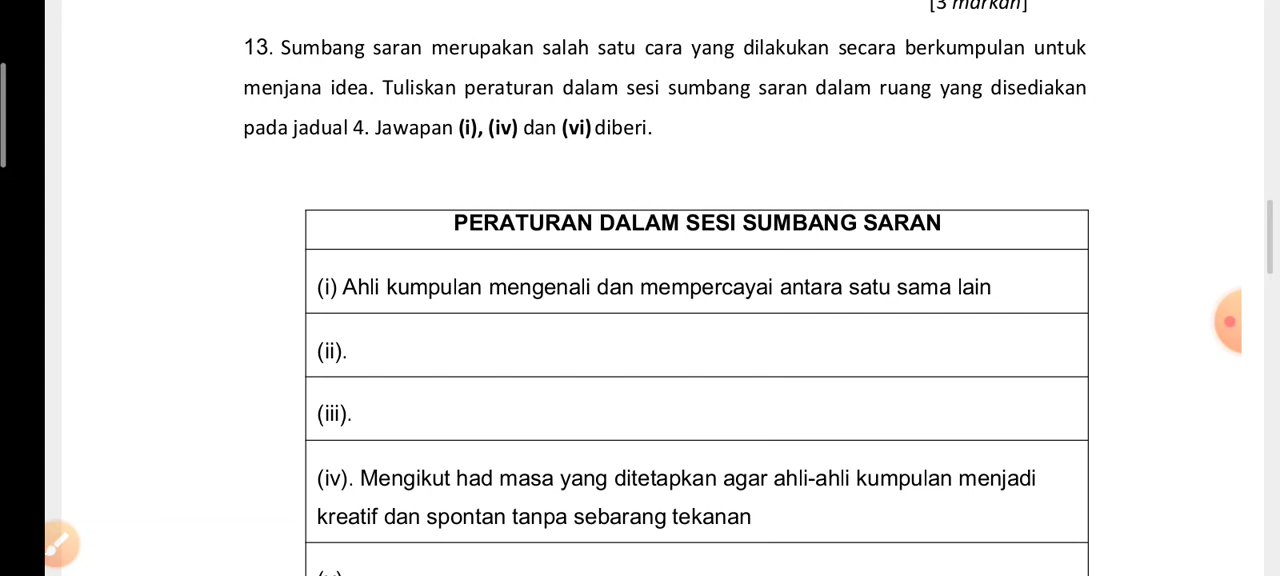 [3 markah]
13. Sumbang saran merupakan salah satu cara yang dilakukan secara berkumpulan untuk
menjana idea. Tuliskan peraturan dalam sesi sumbang saran dalam ruang yang disediakan
pada jadual 4. Jawapan (i), (iv) dan (vi) diberi.
PERATURAN DALAM SESI SUMBANG SARAN
(i) Ahli kumpulan mengenali dan mempercayai antara satu sama lain
(ii).
(iii).
(iv). Mengikut had masa yang ditetapkan agar ahli-ahli kumpulan menjadi
kreatif dan spontan tanpa sebarang tekanan